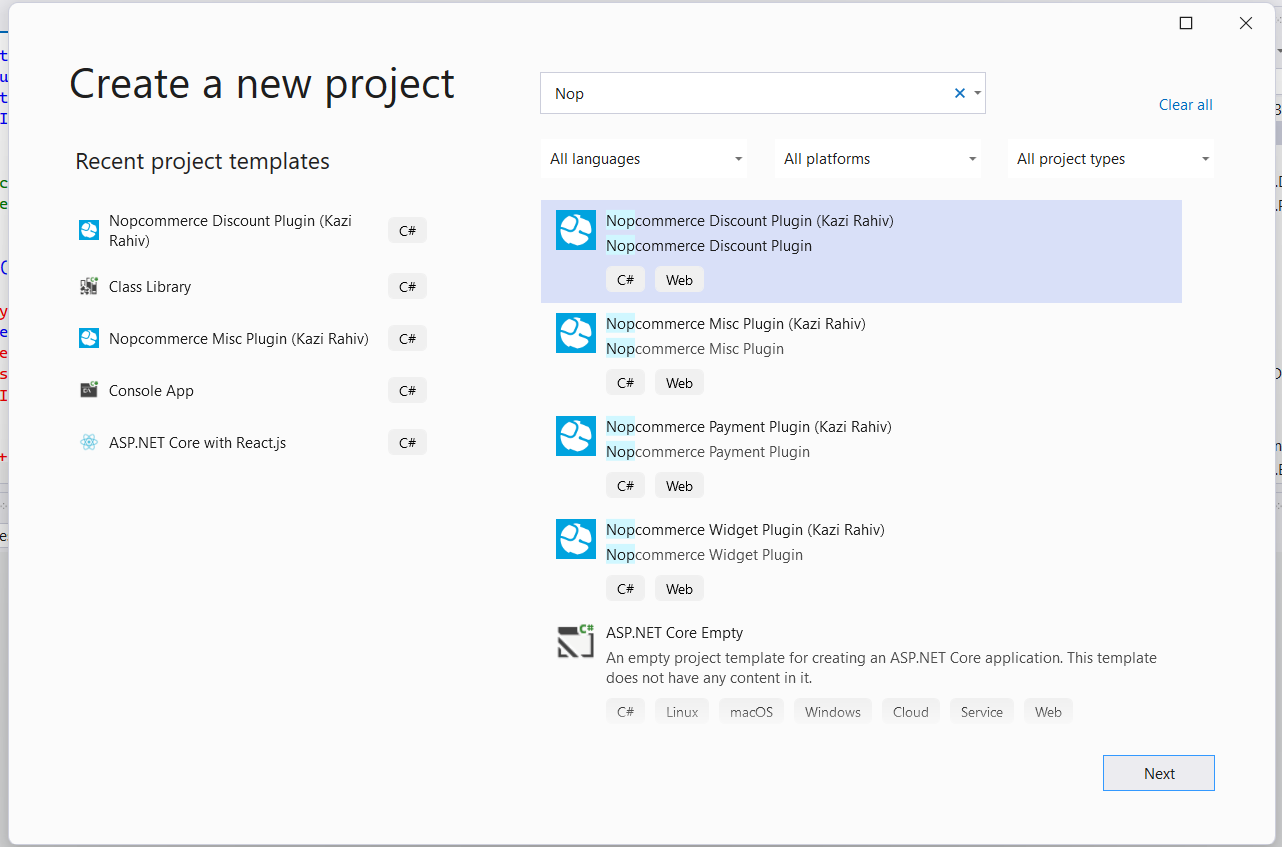 Create a new project
Nop
Clear all
Recent project templates
All languages
All platforms
All project types
Nopcommerce Discount Plugin (Kazi
Rahiv)
C#
Class Library
C#
Nopcommerce Misc Plugin (Kazi Rahiv)
C#
Console App
C#
ASP.NET Core with React.js
C#
Nopcommerce Discount Plugin (Kazi Rahiv)
Nopcommerce Discount Plugin
C# Web
Nopcommerce Misc Plugin (Kazi Rahiv)
Nopcommerce Misc Plugin
C# Web
Nopcommerce Payment Plugin (Kazi Rahiv)
Nopcommerce Payment Plugin
C# Web
Nopcommerce Widget Plugin (Kazi Rahiv)
Nopcommerce Widget Plugin
C# Web
ASP.NET Core Empty
An empty project template for creating an ASP.NET Core application. This template
does not have any content in it.
C# Linux macOS Windows Cloud Service Web
Next